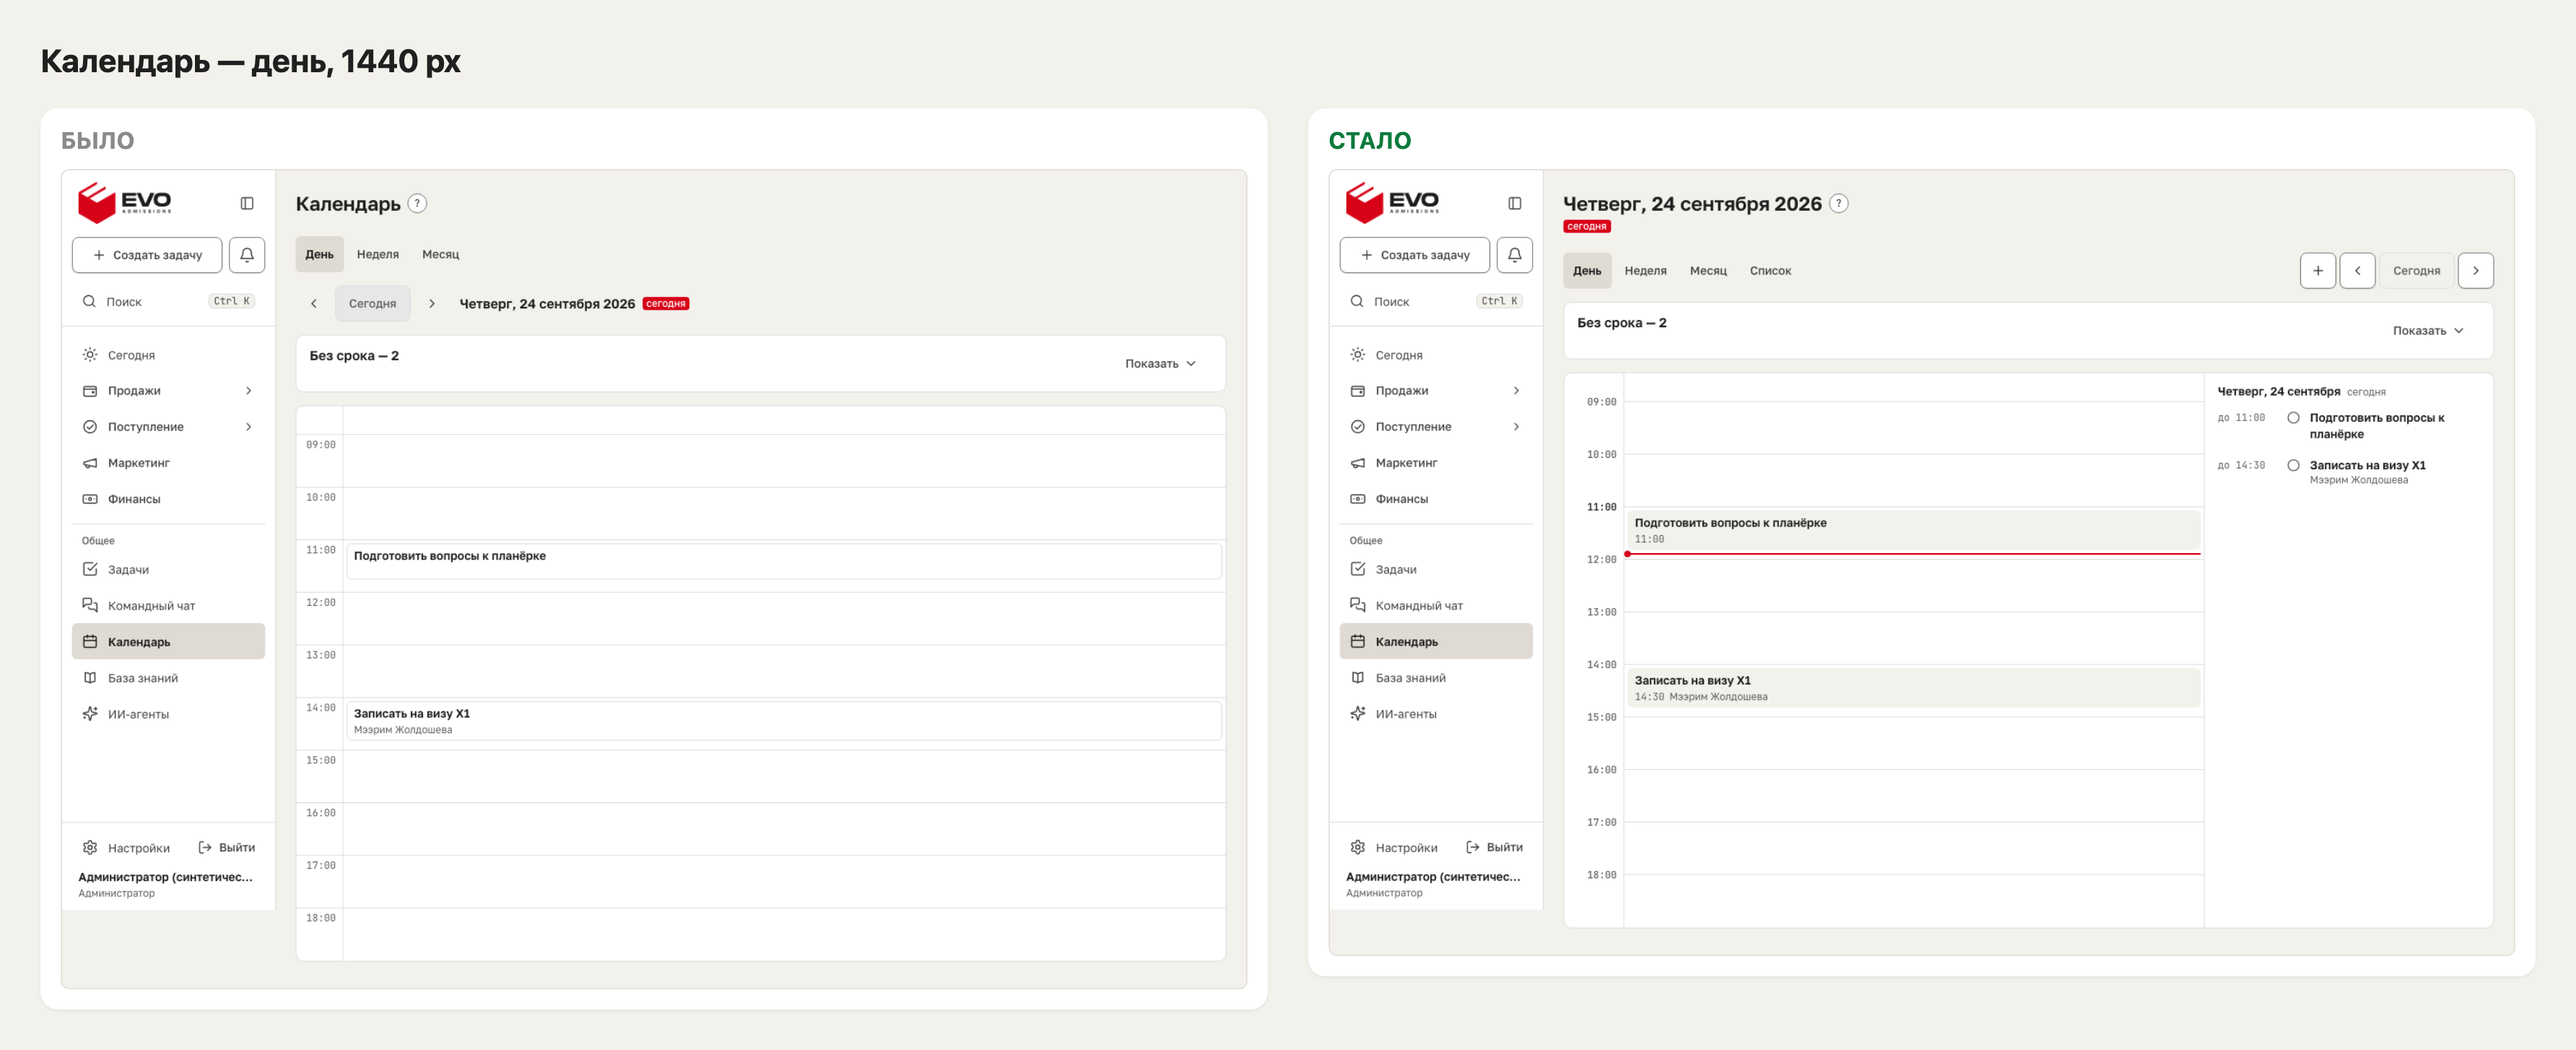 Календарь — день, 1440 px
БЫЛО
EVO
ADMISSIONS
Создать задачу
Поиск
Ctrl K
Сегодня
Продажи
Поступление
Маркетинг
Финансы
Общее
Задачи
Командный чат
Календарь
База знаний
ИИ-агенты
Настройки
Выйти
Администратор (синтетичес...
Администратор
Календарь ?
День Неделя Месяц
Сегодня Четверг, 24 сентября 2026 сегодня
Без срока — 2
Показать
09:00
10:00
11:00
Подготовить вопросы к планёрке
12:00
13:00
14:00
Записать на визу X1
Мээрим Жолдошева
15:00
16:00
17:00
18:00
СТАЛО
EVO
ADMISSIONS
Создать задачу
Поиск
Ctrl K
Сегодня
Продажи
Поступление
Маркетинг
Финансы
Общее
Задачи
Командный чат
Календарь
База знаний
ИИ-агенты
Настройки
Выйти
Администратор (синтетичес...
Администратор
Четверг, 24 сентября 2026 ?
сегодня
День Неделя Месяц Список
+ Сегодня
Без срока — 2
Показать
09:00
10:00
11:00
Подготовить вопросы к планёрке
11:00
12:00
13:00
14:00
Записать на визу X1
14:30 Мээрим Жолдошева
15:00
16:00
17:00
18:00
Четверг, 24 сентября сегодня
до 11:00 Подготовить вопросы к
планёрке
до 14:30 Записать на визу X1
Мээрим Жолдошева